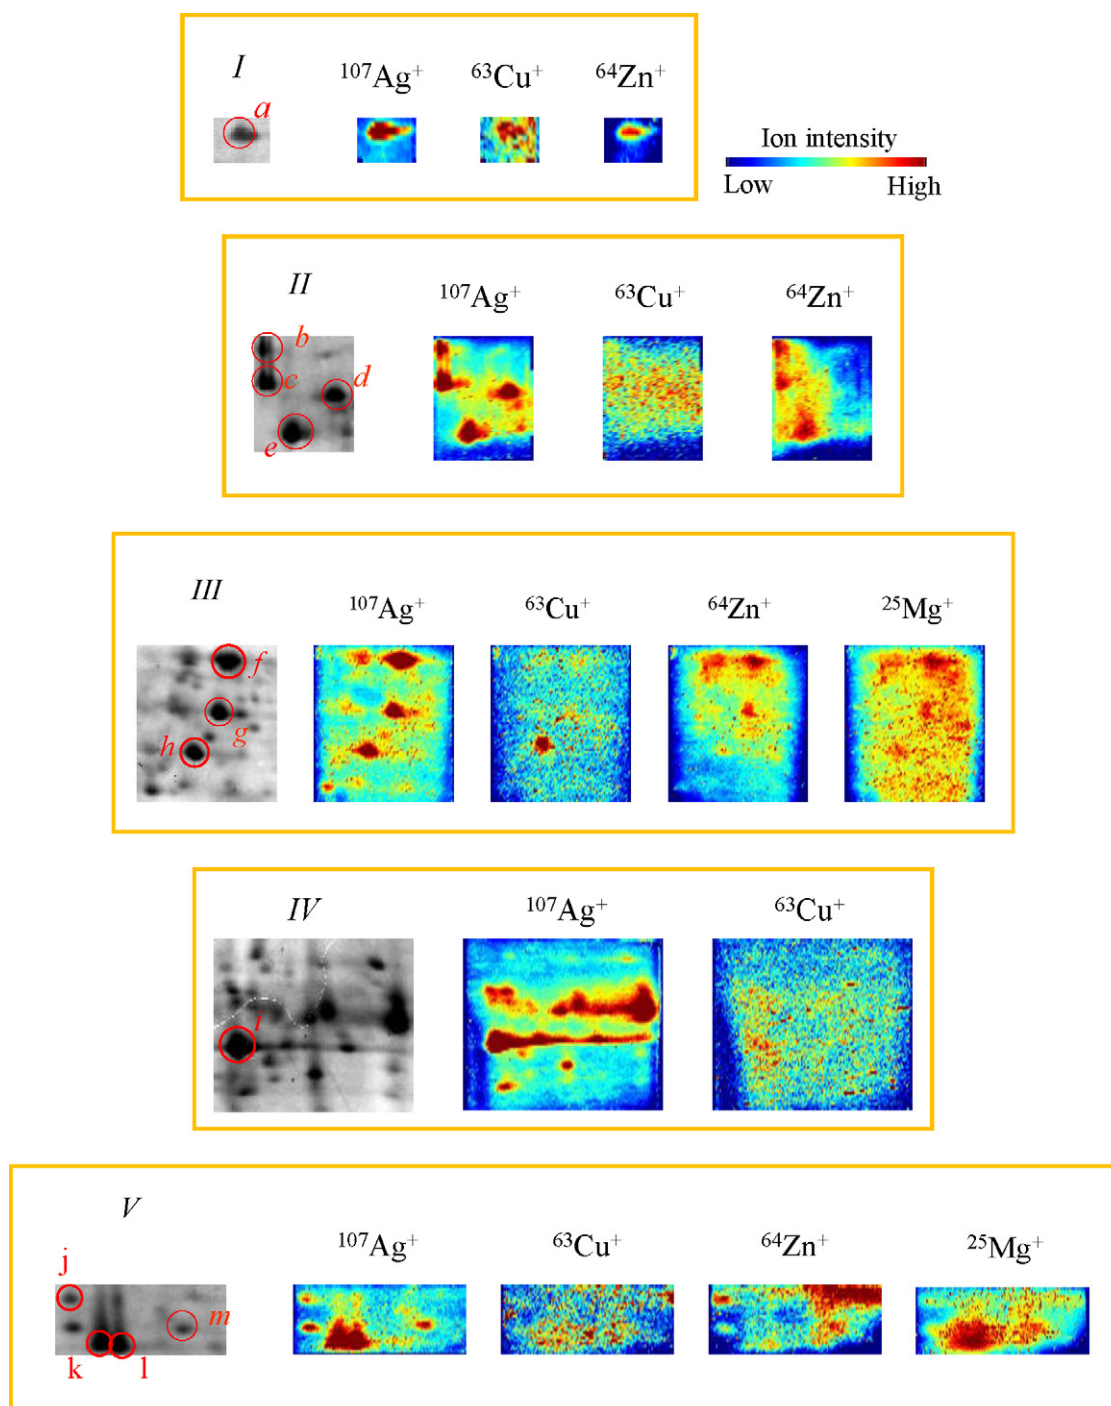 I ¹⁰⁷Ag⁺ ⁶³Cu⁺ ⁶⁴Zn⁺
a
Ion intensity
Low High
II ¹⁰⁷Ag⁺ ⁶³Cu⁺ ⁶⁴Zn⁺
b
c d
e
III ¹⁰⁷Ag⁺ ⁶³Cu⁺ ⁶⁴Zn⁺ ²⁵Mg⁺
f
g
h
IV ¹⁰⁷Ag⁺ ⁶³Cu⁺
i
V ¹⁰⁷Ag⁺ ⁶³Cu⁺ ⁶⁴Zn⁺ ²⁵Mg⁺
j
m
k l